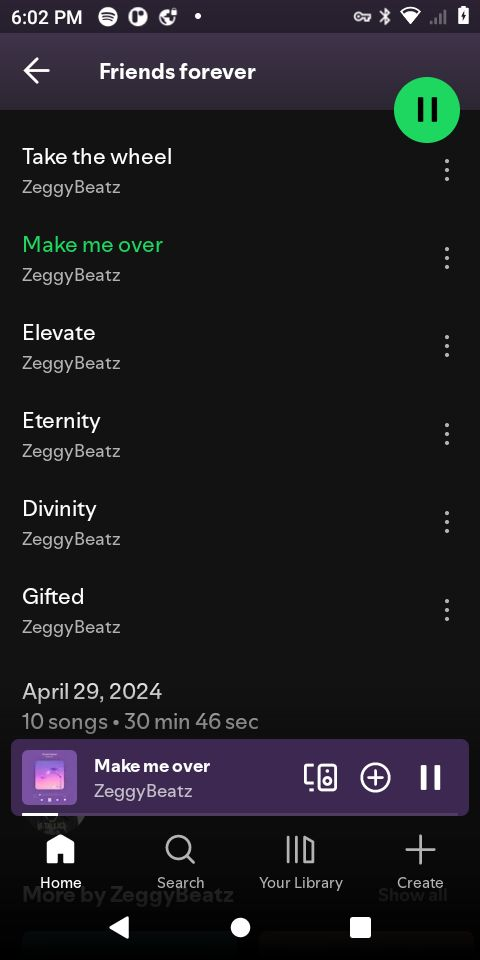 6:02 PM
Friends forever
Take the wheel
ZeggyBeatz
Make me over
ZeggyBeatz
Elevate
ZeggyBeatz
Eternity
ZeggyBeatz
Divinity
ZeggyBeatz
Gifted
ZeggyBeatz
April 29, 2024
10 songs • 30 min 46 sec
Make me over
ZeggyBeatz
Home
Search
Your Library
Create
More by ZeggyBeatz
Show all